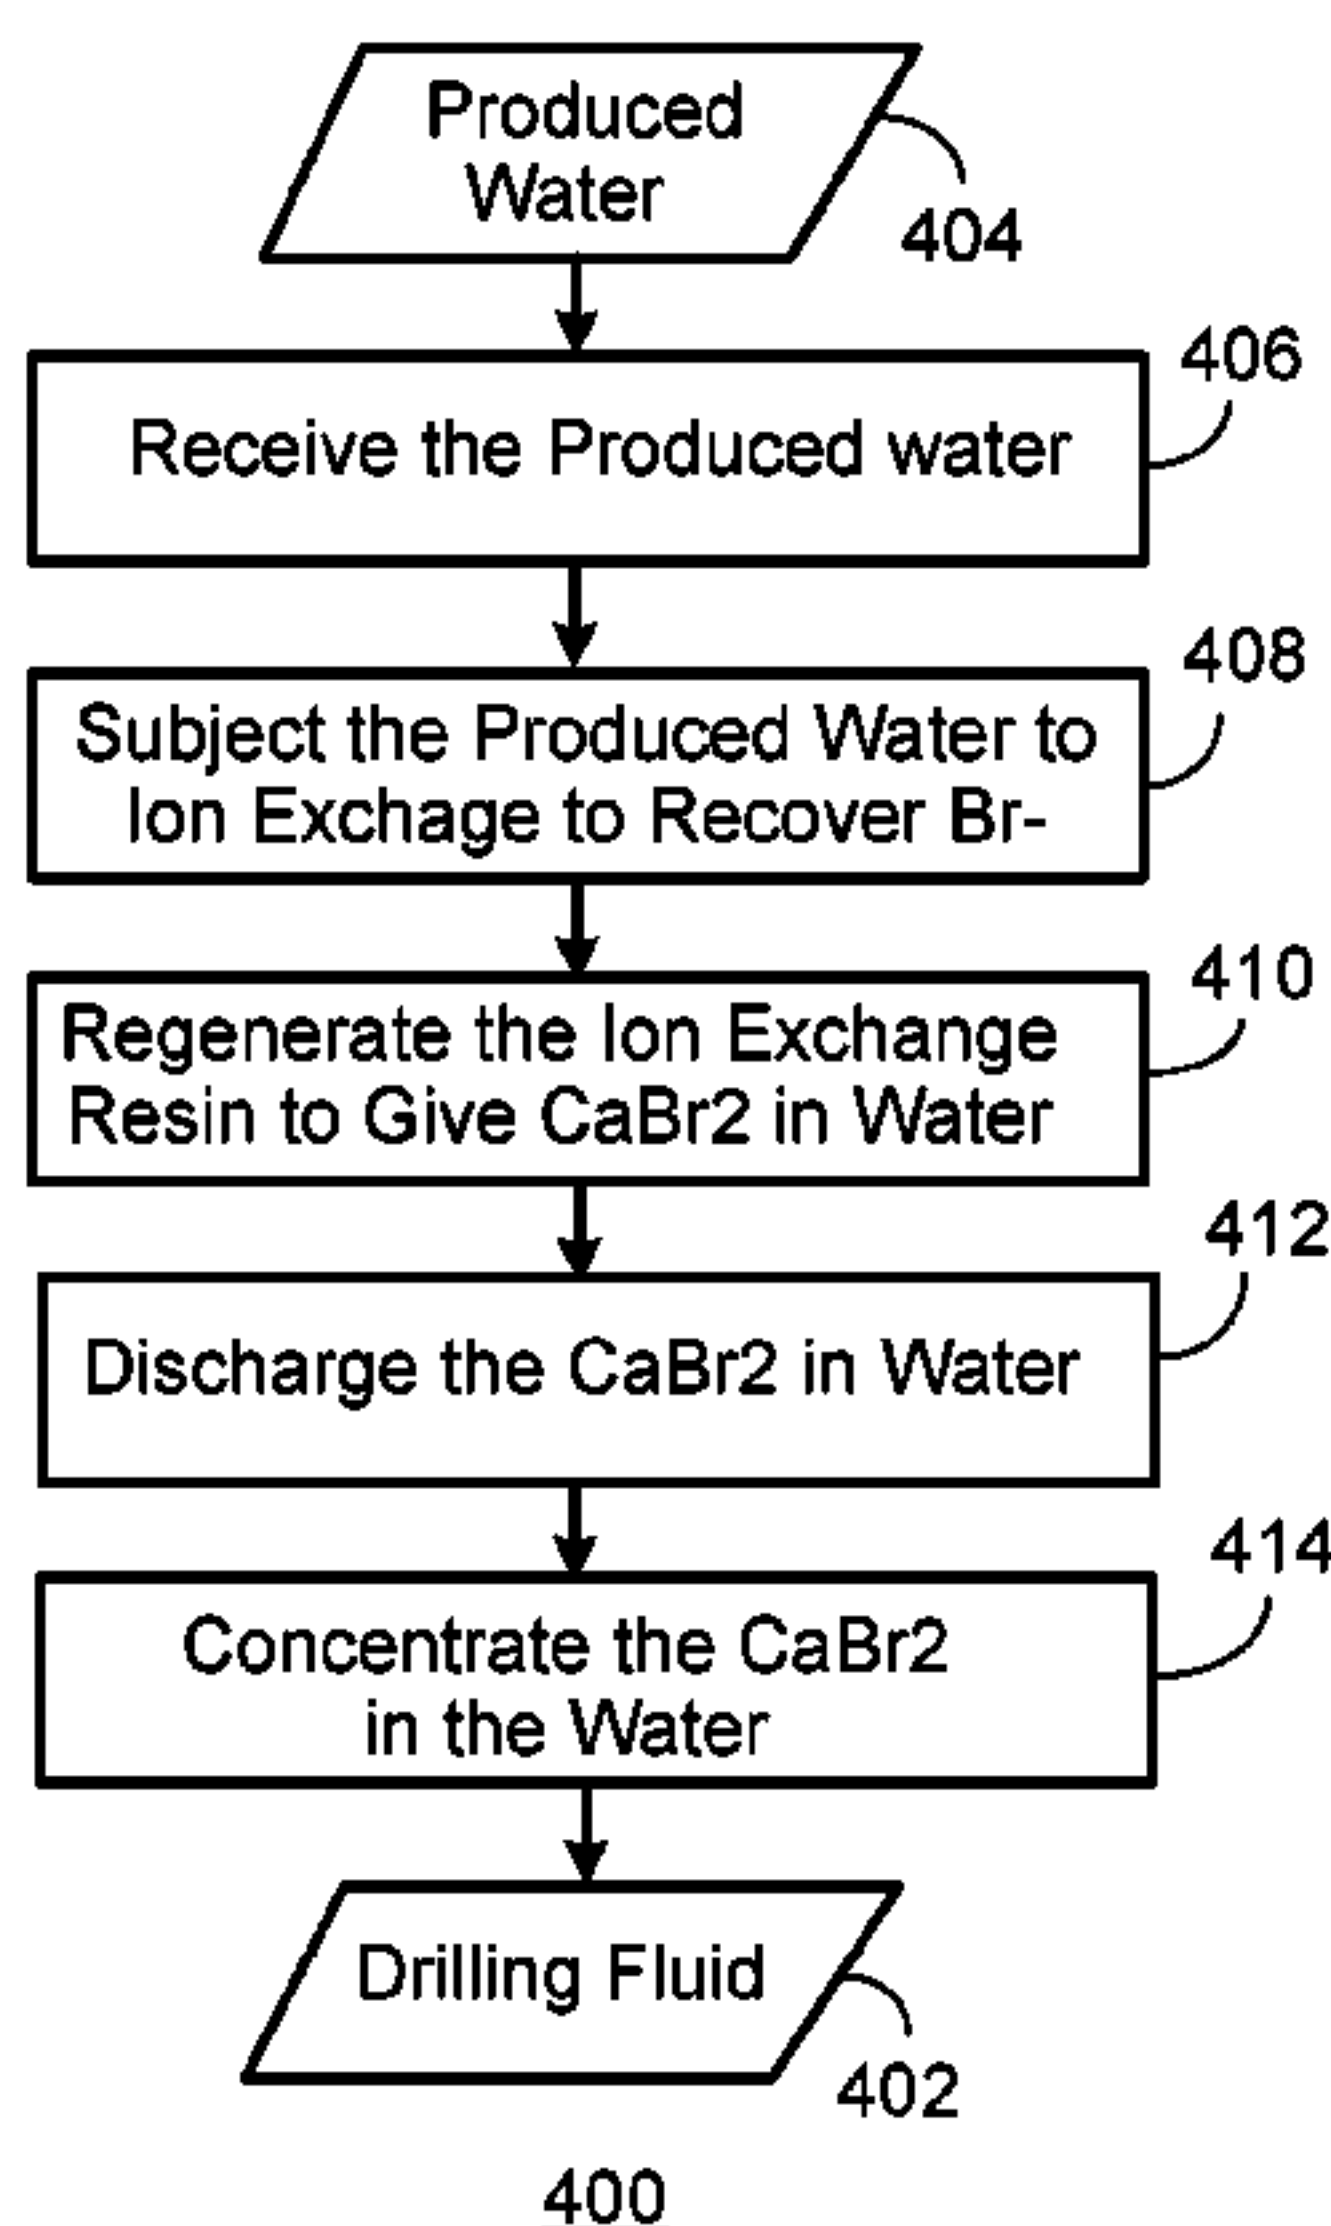 Produced
Water
404
406
Receive the Produced water
408
Subject the Produced Water to
Ion Exchage to Recover Br-
410
Regenerate the Ion Exchange
Resin to Give CaBr2 in Water
412
Discharge the CaBr2 in Water
414
Concentrate the CaBr2
in the Water
Drilling Fluid
402
400